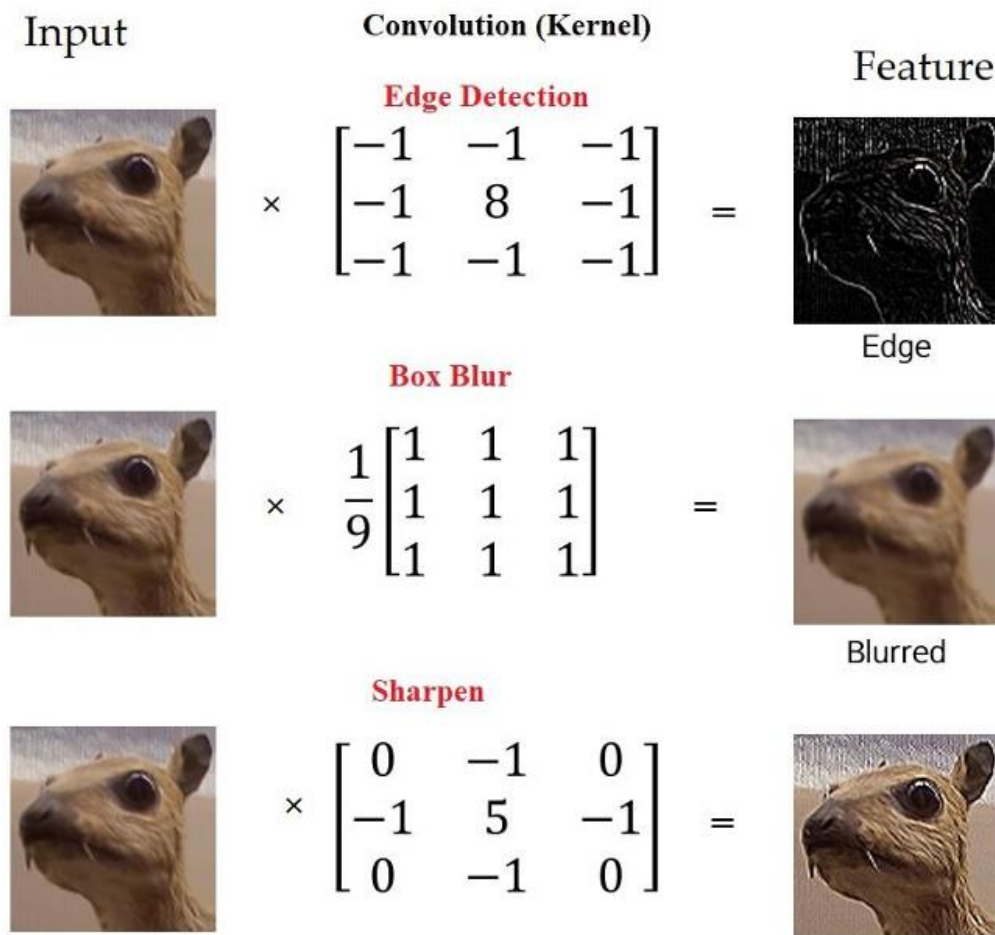 Input
Convolution (Kernel)
Feature
Edge Detection
× [−1 −1 −1
−1 8 −1
−1 −1 −1] =
Edge
Box Blur
× 1/9 [1 1 1
1 1 1
1 1 1] =
Blurred
Sharpen
× [0 −1 0
−1 5 −1
0 −1 0] =